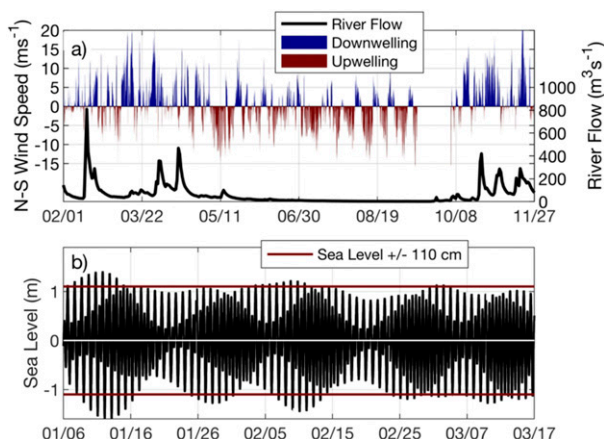 a)
River Flow
Downwelling
Upwelling
N-S Wind Speed (ms-1)
20
15
10
5
0
-5
-10
-15
River Flow (m3s-1)
1000
800
600
400
200
0
02/01 03/22 05/11 06/30 08/19 10/08 11/27
b)
Sea Level +/- 110 cm
Sea Level (m)
1
0
-1
01/06 01/16 01/26 02/05 02/15 02/25 03/07 03/17